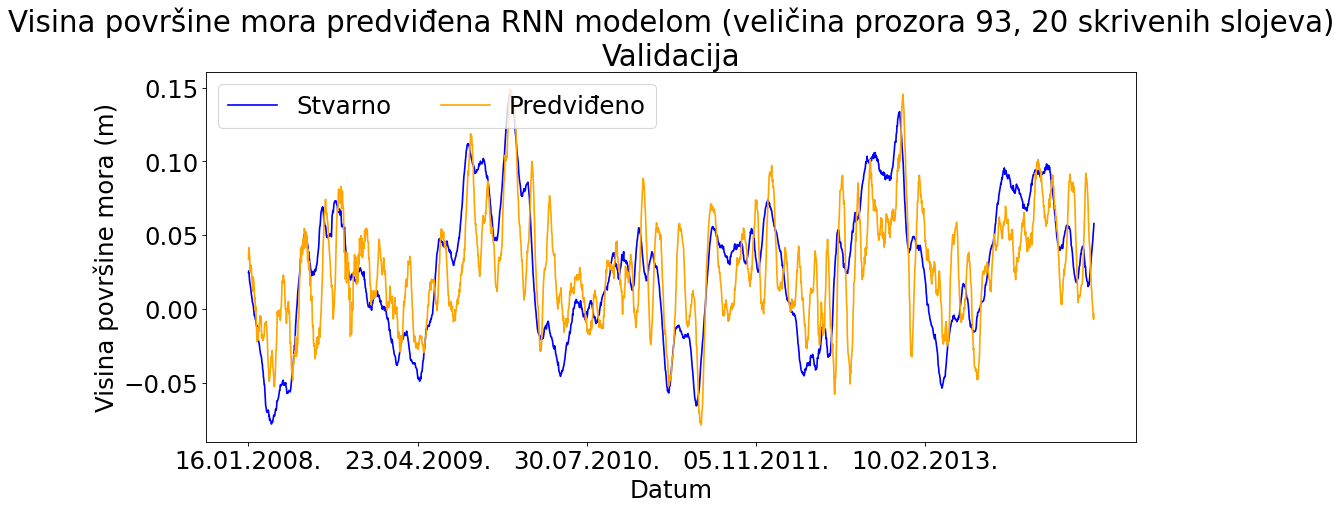 Visina površine mora predviđena RNN modelom (veličina prozora 93, 20 skrivenih slojeva)
Validacija
Stvarno Predviđeno
Visina površine mora (m)
0.15
0.10
0.05
0.00
−0.05
16.01.2008. 23.04.2009. 30.07.2010. 05.11.2011. 10.02.2013.
Datum